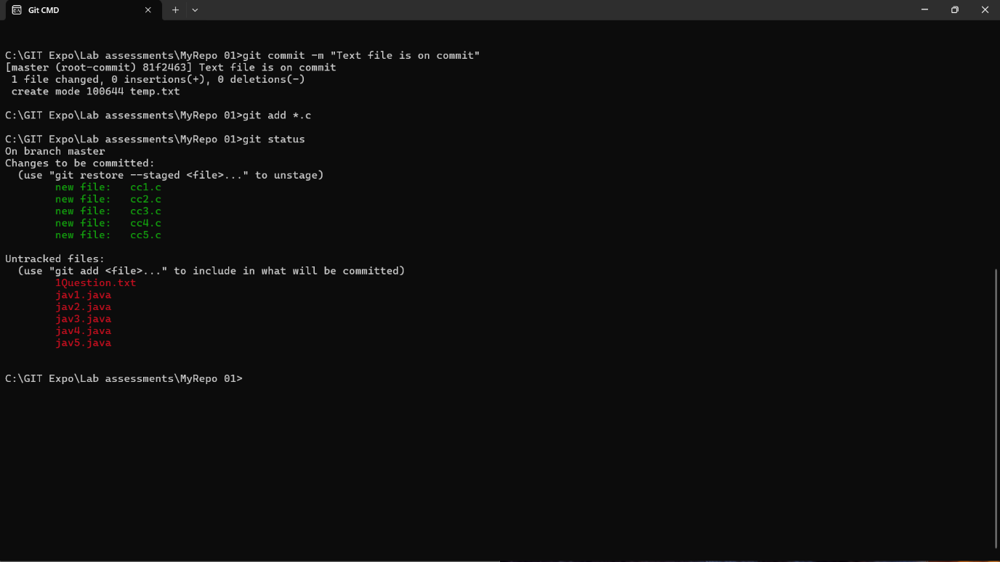 Git CMD
C:\GIT Expo\Lab assessments\MyRepo 01>git commit -m "Text file is on commit"
[master (root-commit) 81f2463] Text file is on commit
 1 file changed, 0 insertions(+), 0 deletions(-)
 create mode 100644 temp.txt
C:\GIT Expo\Lab assessments\MyRepo 01>git add *.c
C:\GIT Expo\Lab assessments\MyRepo 01>git status
On branch master
Changes to be committed:
  (use "git restore --staged <file>..." to unstage)
        new file:   cc1.c
        new file:   cc2.c
        new file:   cc3.c
        new file:   cc4.c
        new file:   cc5.c
Untracked files:
  (use "git add <file>..." to include in what will be committed)
        1Question.txt
        jav1.java
        jav2.java
        jav3.java
        jav4.java
        jav5.java
C:\GIT Expo\Lab assessments\MyRepo 01>